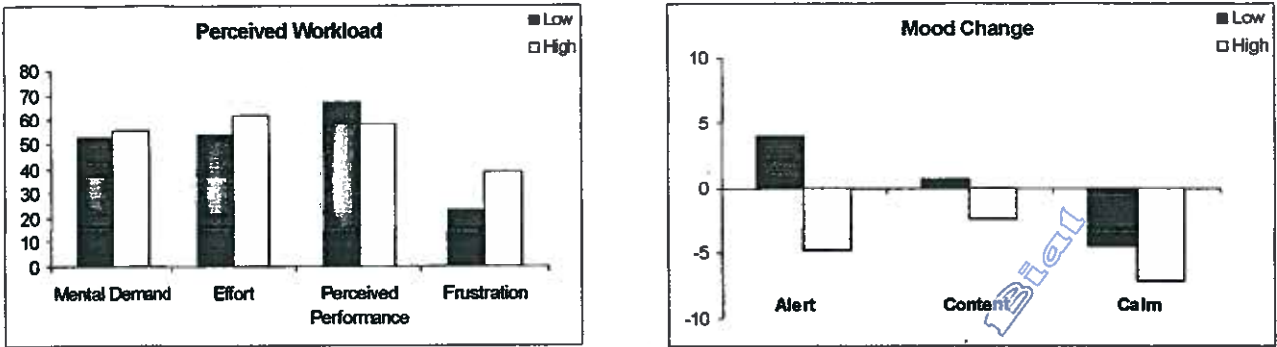 Perceived Workload
Low
High
80
70
60
50
40
30
20
10
0
Mental Demand
Effort
Perceived
Performance
Frustration
Mood Change
Low
High
10
5
0
-5
-10
Alert
Content
Calm
Bial